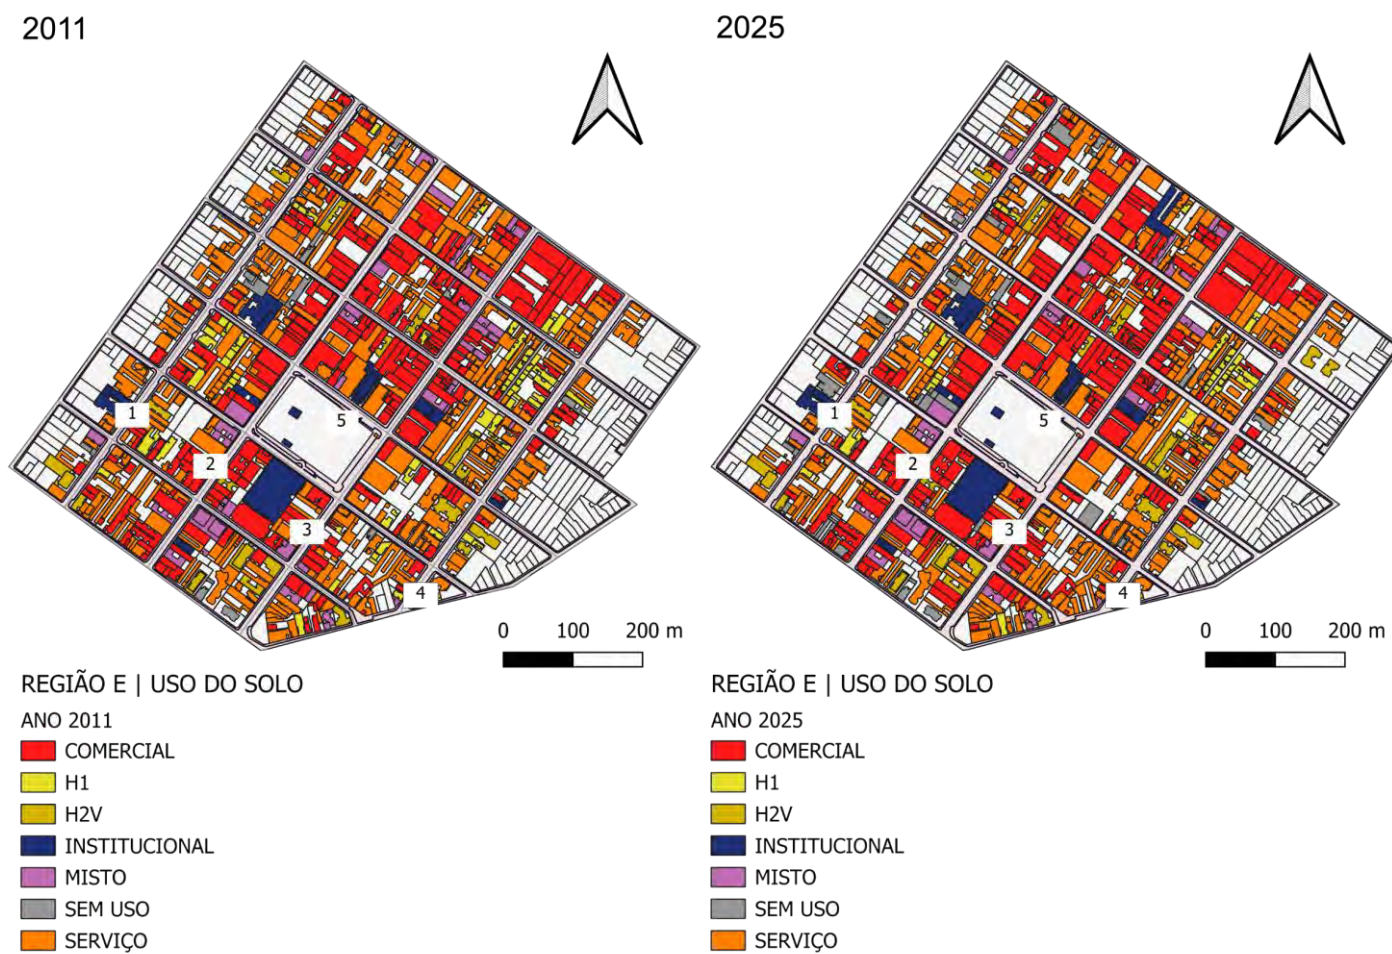 2011
2025
1
2
3
4
5
1
2
3
4
5
0 100 200 m
0 100 200 m
REGIÃO E | USO DO SOLO
ANO 2011
COMERCIAL
H1
H2V
INSTITUCIONAL
MISTO
SEM USO
SERVIÇO
REGIÃO E | USO DO SOLO
ANO 2025
COMERCIAL
H1
H2V
INSTITUCIONAL
MISTO
SEM USO
SERVIÇO